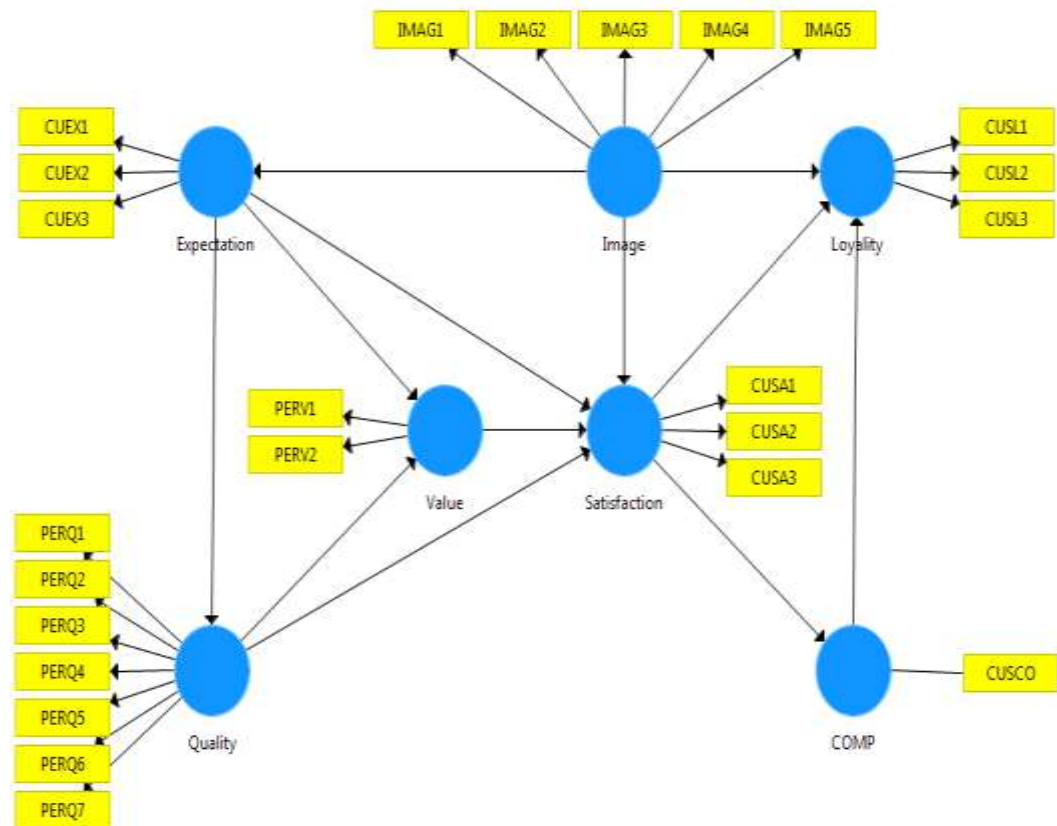 IMAG1 IMAG2 IMAG3 IMAG4 IMAG5
CUEX1
CUEX2
CUEX3
CUSL1
CUSL2
CUSL3
Expectation
Image
Loyality
PERV1
PERV2
CUSA1
CUSA2
CUSA3
Value
Satisfaction
PERQ1
PERQ2
PERQ3
PERQ4
PERQ5
PERQ6
PERQ7
Quality
CUSCO
COMP